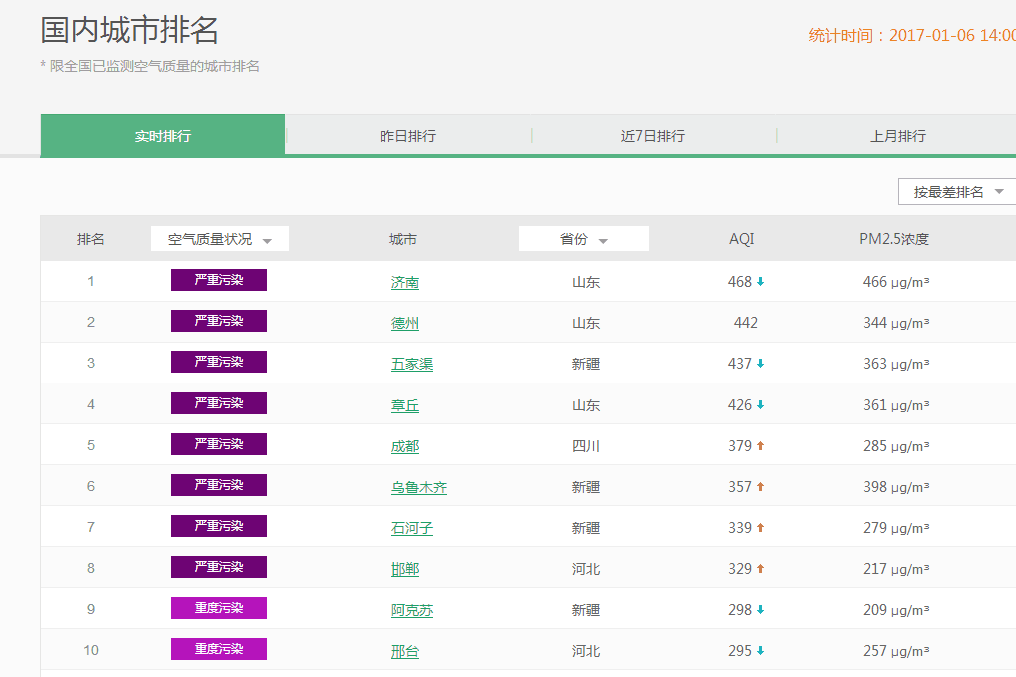 国内城市排名
统计时间：2017-01-06 14:00
* 限全国已监测空气质量的城市排名
实时排行 昨日排行 近7日排行 上月排行
按最差排名
排名 空气质量状况 城市 省份 AQI PM2.5浓度
1 严重污染 济南 山东 468 466 μg/m³
2 严重污染 德州 山东 442 344 μg/m³
3 严重污染 五家渠 新疆 437 363 μg/m³
4 严重污染 章丘 山东 426 361 μg/m³
5 严重污染 成都 四川 379 285 μg/m³
6 严重污染 乌鲁木齐 新疆 357 398 μg/m³
7 严重污染 石河子 新疆 339 279 μg/m³
8 严重污染 邯郸 河北 329 217 μg/m³
9 重度污染 阿克苏 新疆 298 209 μg/m³
10 重度污染 邢台 河北 295 257 μg/m³